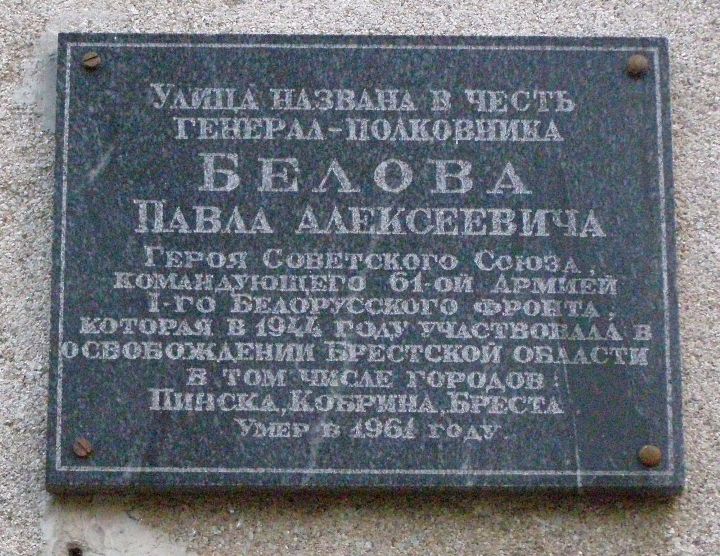 Улица названа в честь
генерал-полковника
БЕЛОВА
Павла Алексеевича
Героя Советского Союза,
командующего 61-ой Армией
1-го Белорусского фронта,
которая в 1944 году участвовала в
освобождении Брестской области
в том числе городов:
Пинска, Кобрина, Бреста
Умер в 1961 году